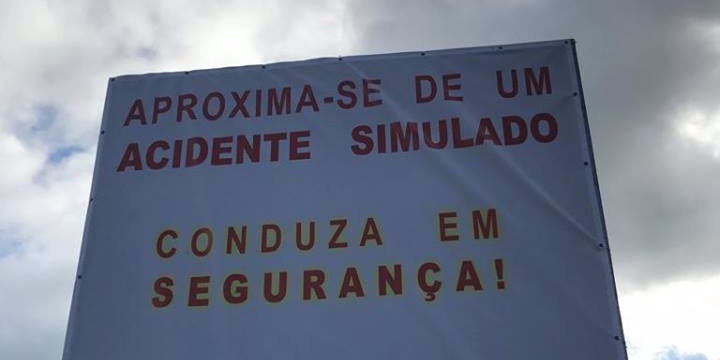 APROXIMA-SE DE UM
ACIDENTE SIMULADO
CONDUZA EM
SEGURANÇA!